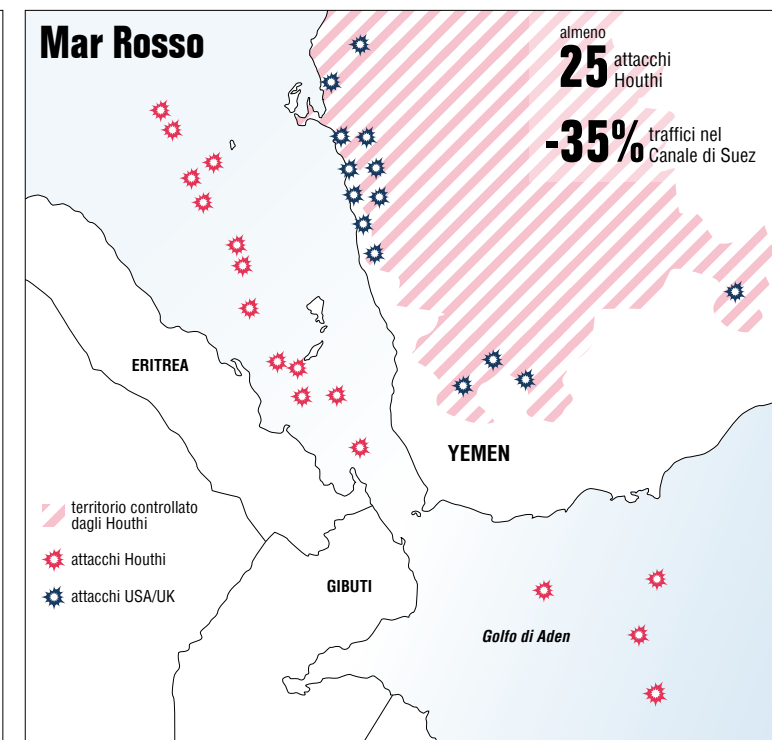 Mar Rosso
almeno
25 attacchi
Houthi
-35% traffici nel
Canale di Suez
ERITREA
YEMEN
territorio controllato
dagli Houthi
attacchi Houthi
attacchi USA/UK
GIBUTI
Golfo di Aden